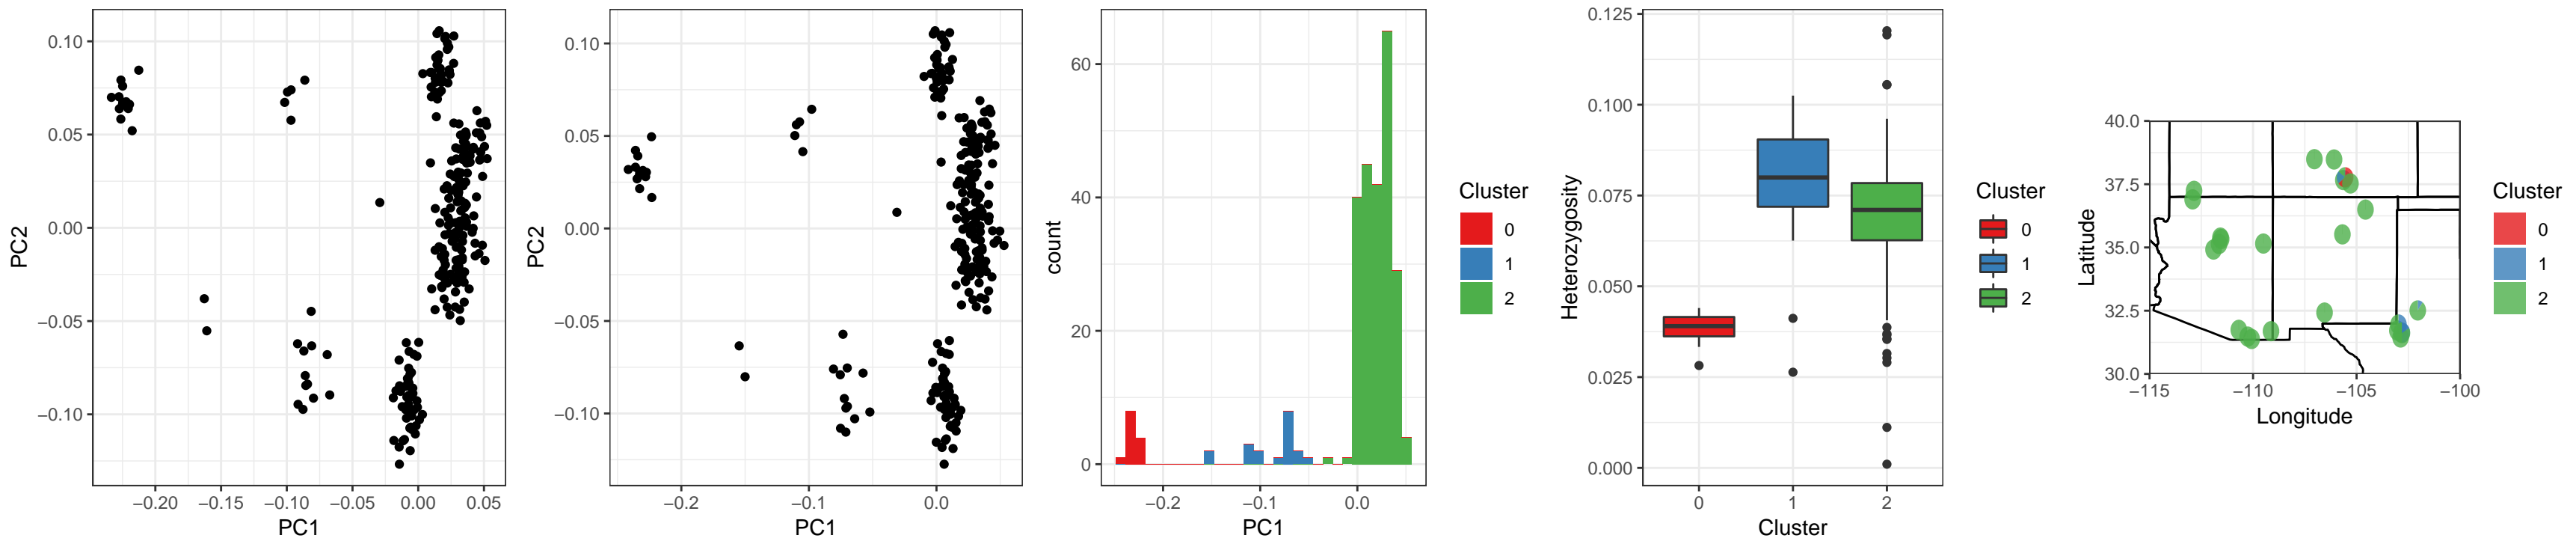 0.10
0.05
0.00
−0.05
−0.10
PC2
−0.20 −0.15 −0.10 −0.05 0.00 0.05
PC1
0.10
0.05
0.00
−0.05
−0.10
PC2
−0.2 −0.1 0.0
PC1
60
40
20
0
count
−0.2 −0.1 0.0
PC1
Cluster
0
1
2
0.125
0.100
0.075
0.050
0.025
0.000
Heterozygosity
0 1 2
Cluster
Cluster
0
1
2
40.0
37.5
35.0
32.5
30.0
Latitude
−115 −110 −105 −100
Longitude
Cluster
0
1
2